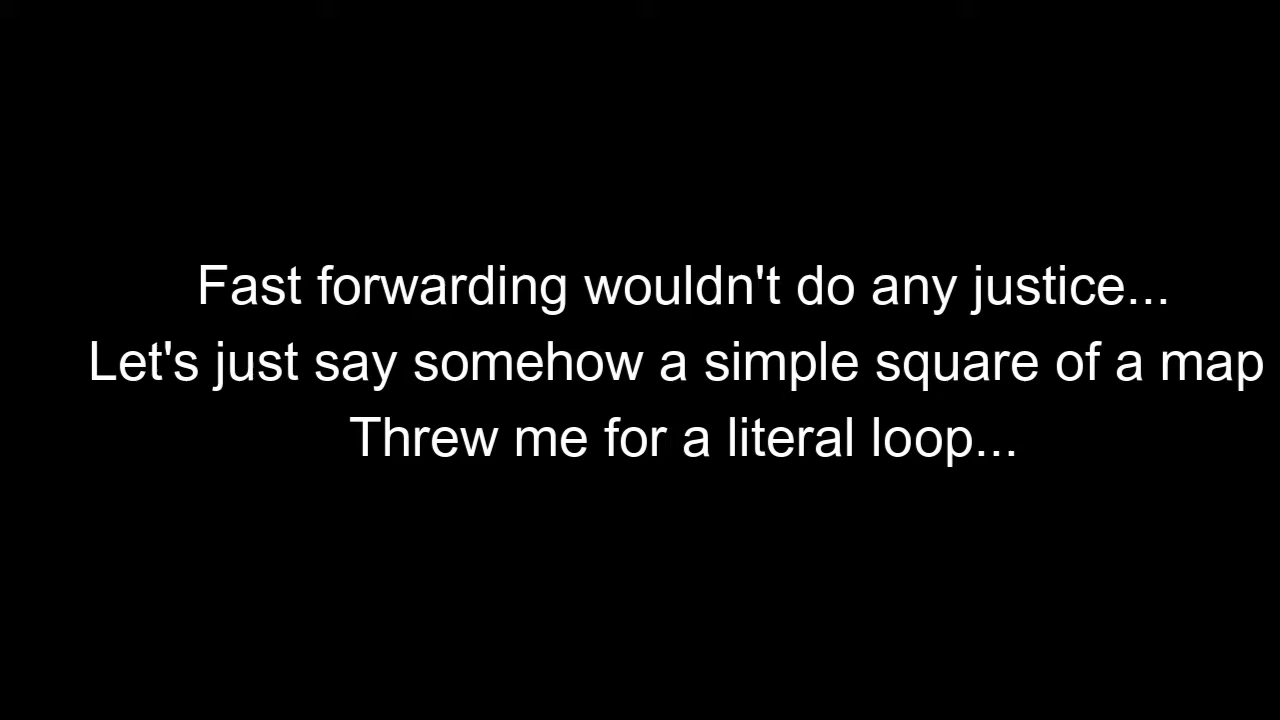 Fast forwarding wouldn't do any justice...
Let's just say somehow a simple square of a map
Threw me for a literal loop...